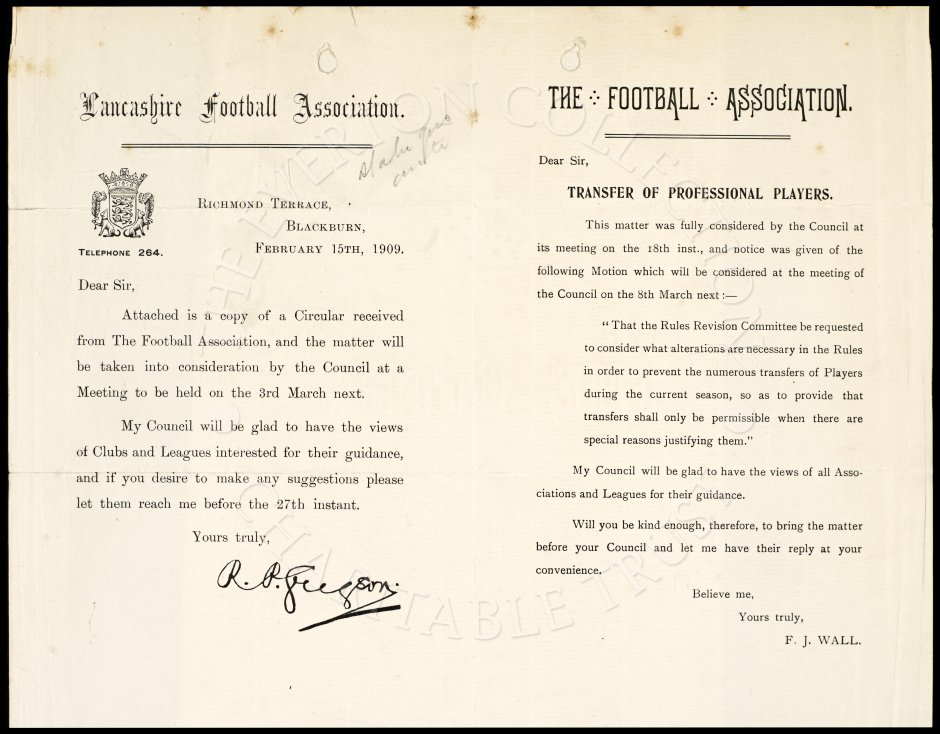 Lancashire Football Association.
TELEPHONE 264.
RICHMOND TERRACE,
BLACKBURN,
FEBRUARY 15TH, 1909.
Dear Sir,
Attached is a copy of a Circular received
from The Football Association, and the matter will
be taken into consideration by the Council at a
Meeting to be held on the 3rd March next.
My Council will be glad to have the views
of Clubs and Leagues interested for their guidance,
and if you desire to make any suggestions please
let them reach me before the 27th instant.
Yours truly,
R. P. Gregson.
THE FOOTBALL ASSOCIATION.
Dear Sir,
TRANSFER OF PROFESSIONAL PLAYERS.
This matter was fully considered by the Council at
its meeting on the 18th inst., and notice was given of the
following Motion which will be considered at the meeting of
the Council on the 8th March next :—
“ That the Rules Revision Committee be requested
to consider what alterations are necessary in the Rules
in order to prevent the numerous transfers of Players
during the current season, so as to provide that
transfers shall only be permissible when there are
special reasons justifying them.”
My Council will be glad to have the views of all Asso-
ciations and Leagues for their guidance.
Will you be kind enough, therefore, to bring the matter
before your Council and let me have their reply at your
convenience.
Believe me,
Yours truly,
F. J. WALL.
THE EVERTON COLLECTION
CHARITABLE TRUST